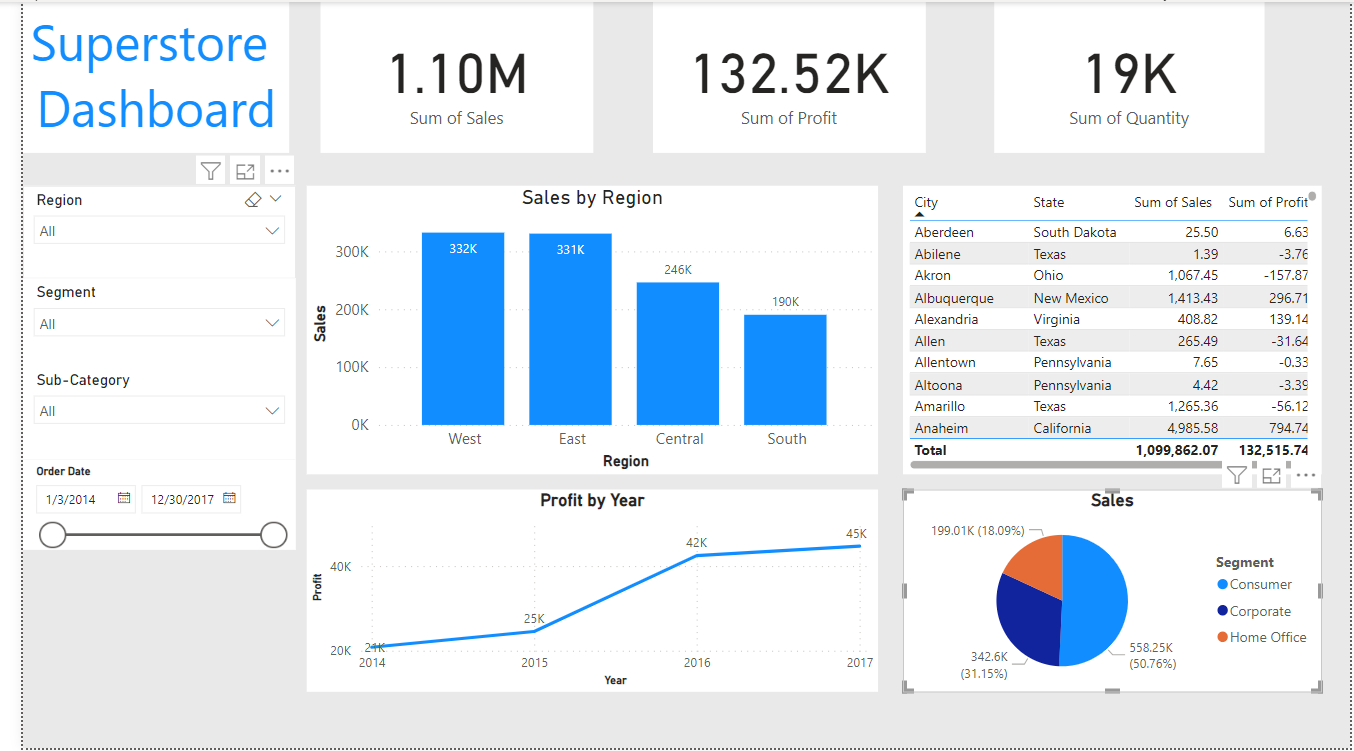 Superstore
Dashboard
1.10M
Sum of Sales
132.52K
Sum of Profit
19K
Sum of Quantity
Region
All
Segment
All
Sub-Category
All
Order Date
1/3/2014 12/30/2017
Sales by Region
300K
200K
100K
0K
Sales
332K
331K
246K
190K
West East Central South
Region
City State Sum of Sales Sum of Profit
Aberdeen South Dakota 25.50 6.63
Abilene Texas 1.39 -3.76
Akron Ohio 1,067.45 -157.87
Albuquerque New Mexico 1,413.43 296.71
Alexandria Virginia 408.82 139.14
Allen Texas 265.49 -31.64
Allentown Pennsylvania 7.65 -0.33
Altoona Pennsylvania 4.42 -3.39
Amarillo Texas 1,265.36 -56.12
Anaheim California 4,985.58 794.74
Total 1,099,862.07 132,515.74
Profit by Year
40K
20K
Profit
21K
25K
42K
45K
2014 2015 2016 2017
Year
Sales
199.01K (18.09%)
342.6K
(31.15%)
558.25K
(50.76%)
Segment
Consumer
Corporate
Home Office